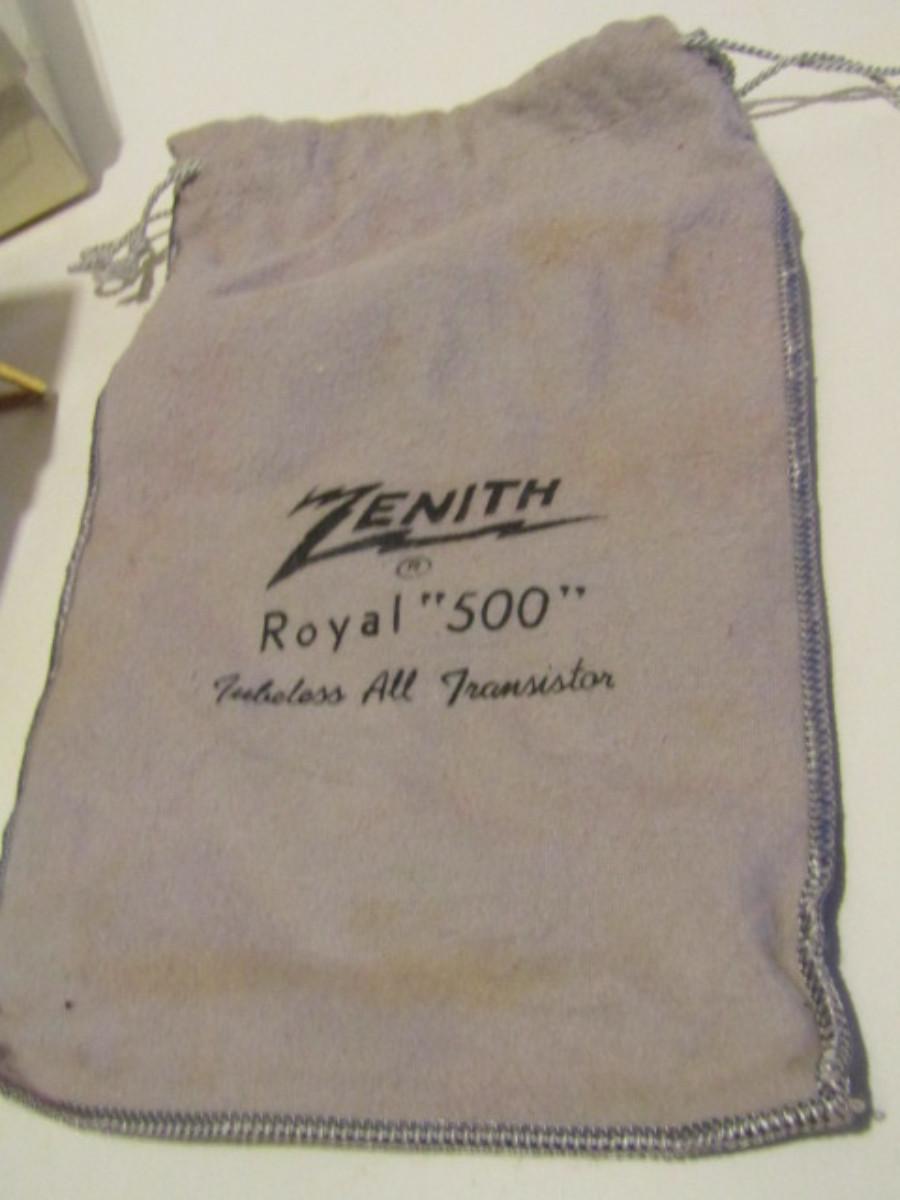 ZENITH
®
Royal "500"
Tubeless All Transistor